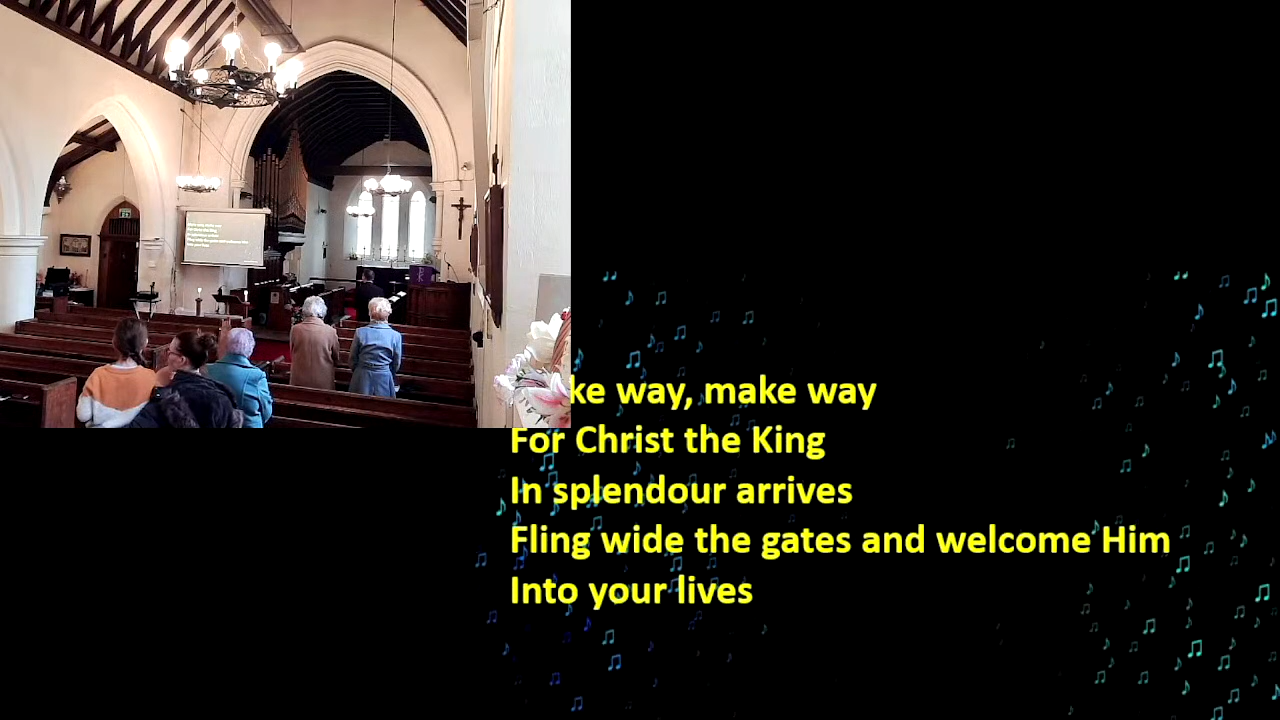 ke way, make way
For Christ the King
In splendour arrives
Fling wide the gates and welcome Him
Into your lives